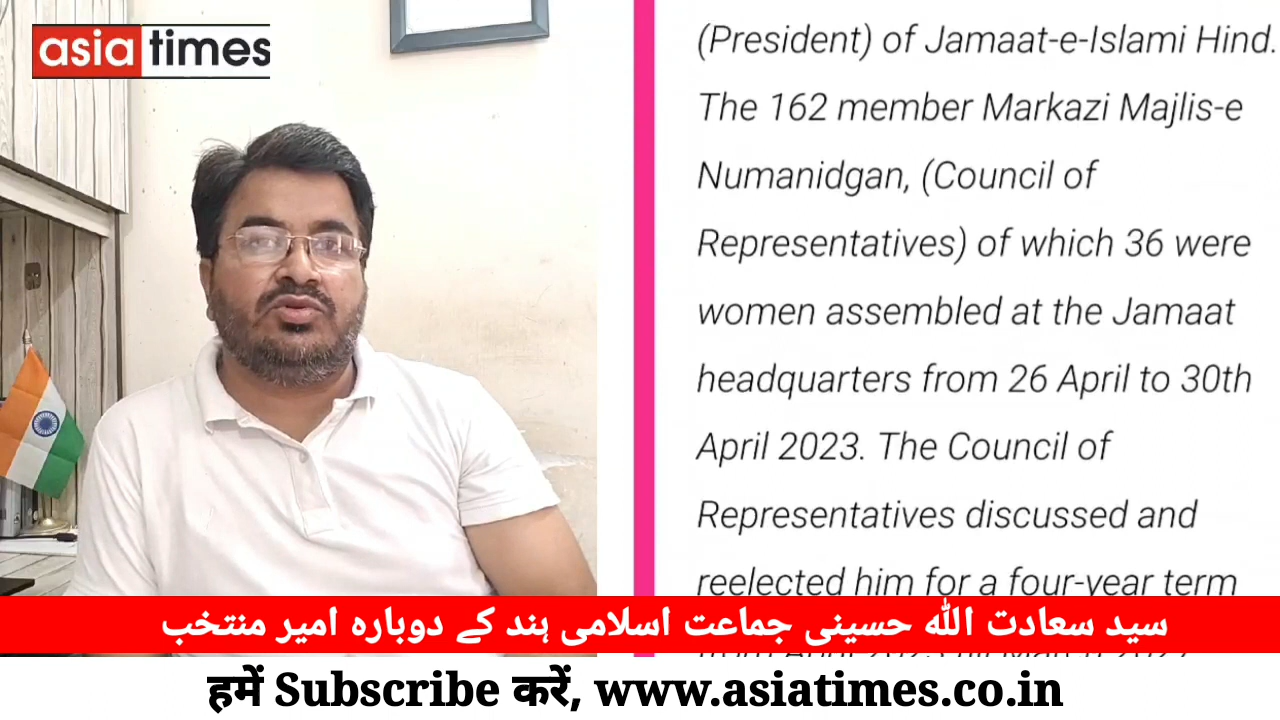 asia times
(President) of Jamaat-e-Islami Hind.
The 162 member Markazi Majlis-e
Numanidgan, (Council of
Representatives) of which 36 were
women assembled at the Jamaat
headquarters from 26 April to 30th
April 2023. The Council of
Representatives discussed and
reelected him for a four-year term
سید سعادت اللہ حسینی جماعت اسلامی ہند کے دوبارہ امیر منتخب
हमें Subscribe करें, www.asiatimes.co.in